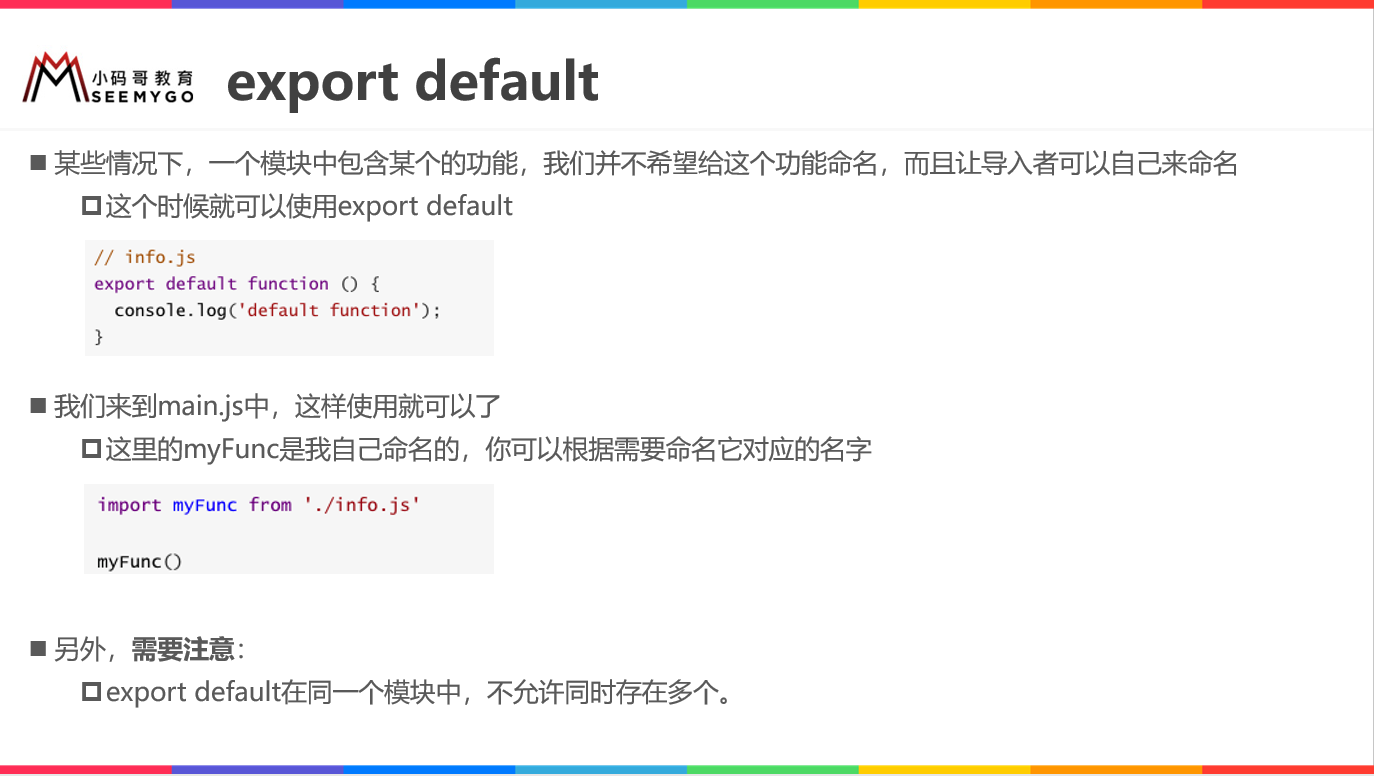 小码哥教育
SEEMYGO
export default
某些情况下，一个模块中包含某个的功能，我们并不希望给这个功能命名，而且让导入者可以自己来命名
这个时候就可以使用export default
// info.js
export default function () {
  console.log('default function');
}
我们来到main.js中，这样使用就可以了
这里的myFunc是我自己命名的，你可以根据需要命名它对应的名字
import myFunc from './info.js'
myFunc()
另外，需要注意：
export default在同一个模块中，不允许同时存在多个。